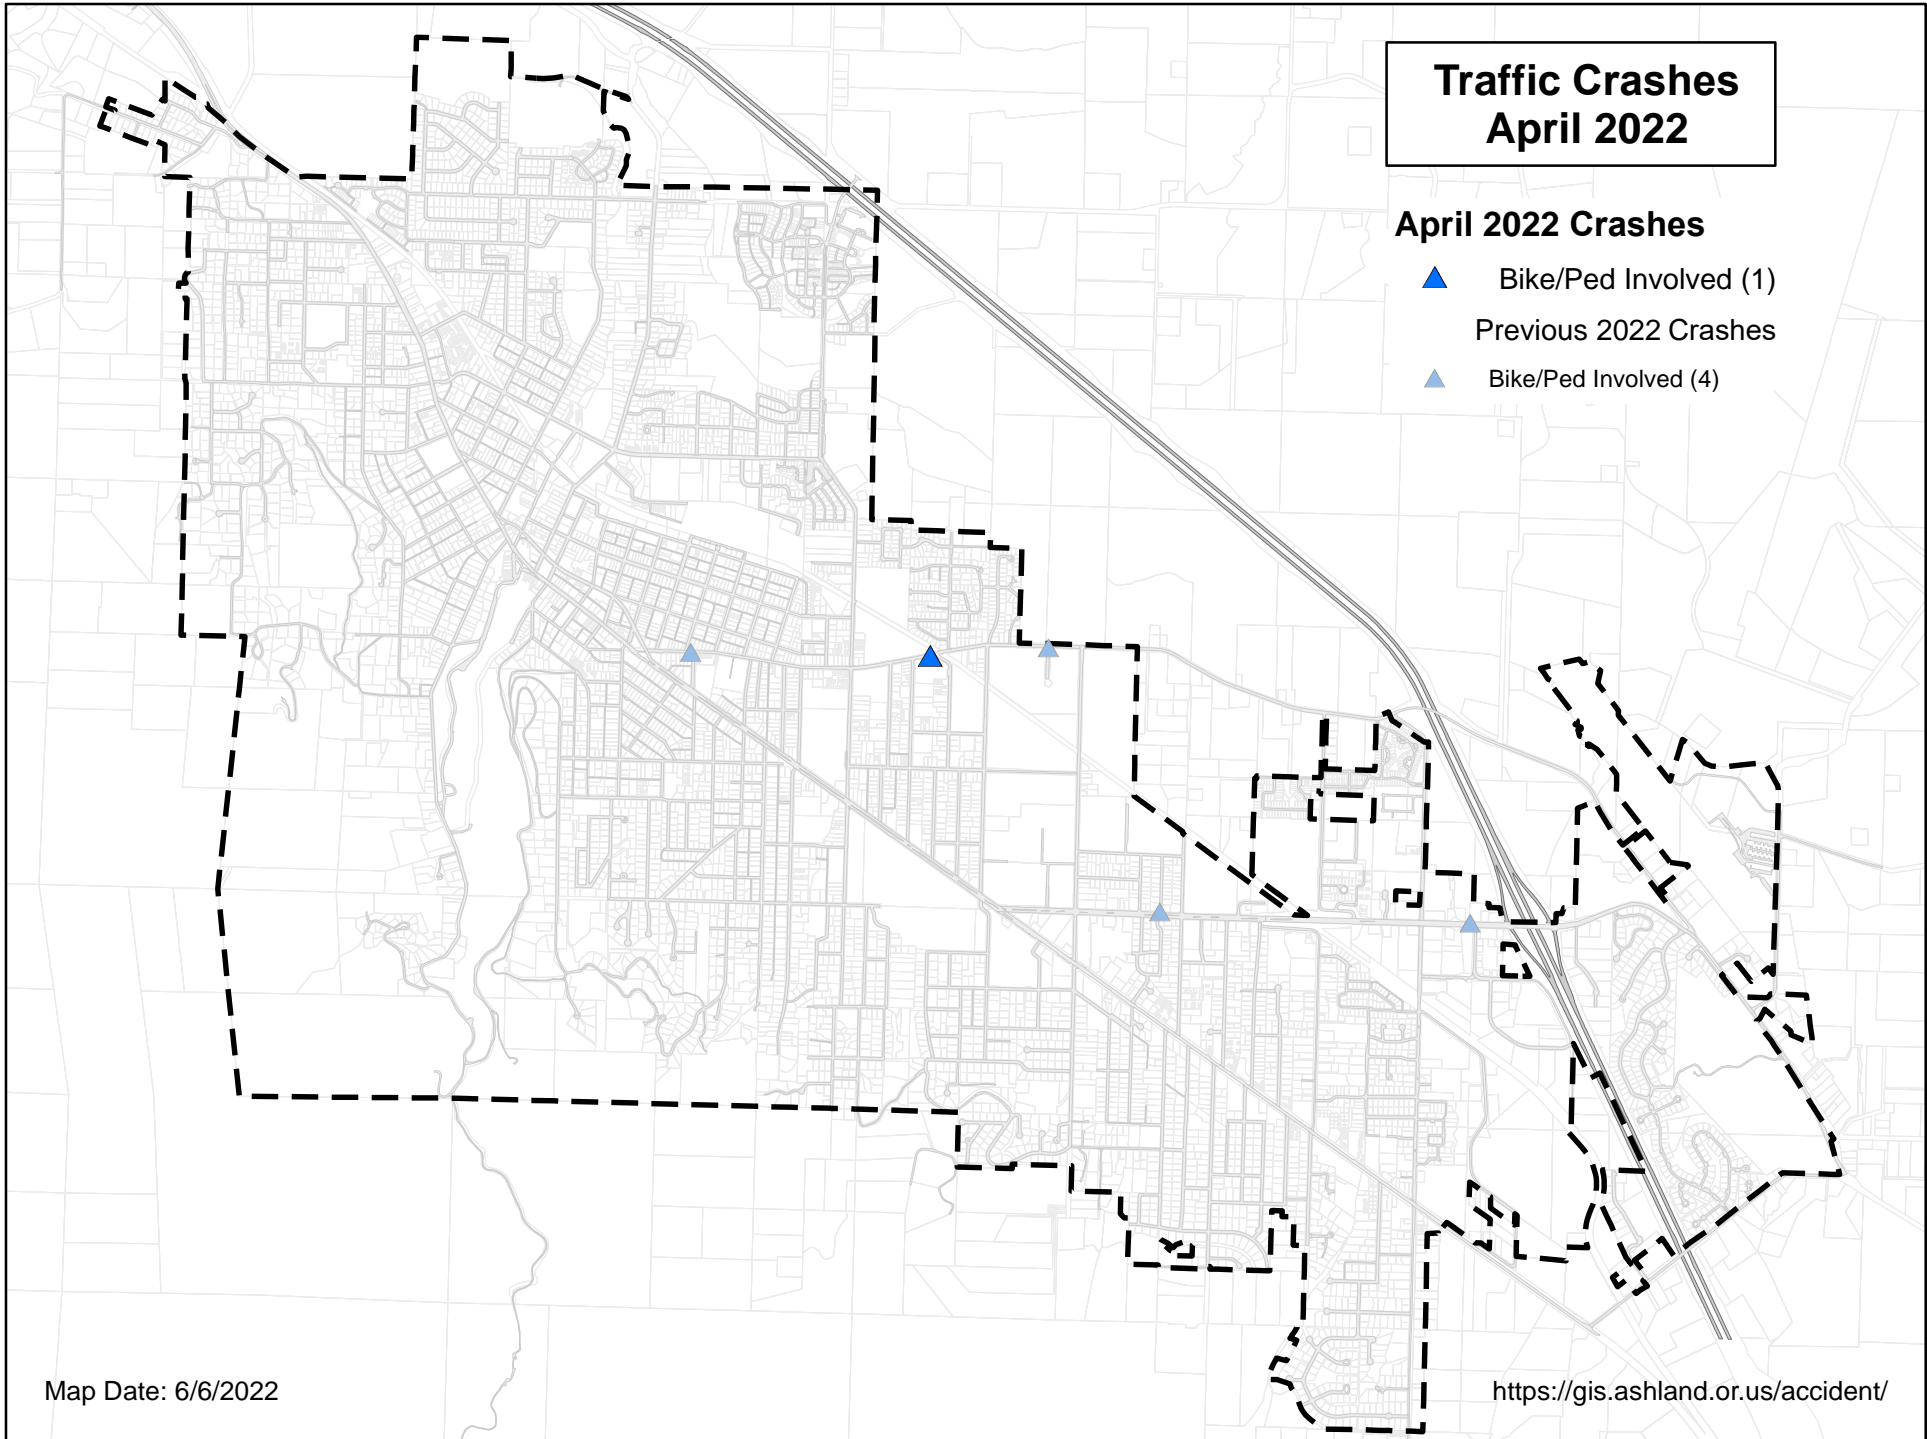 Traffic Crashes
April 2022
April 2022 Crashes
Bike/Ped Involved (1)
Previous 2022 Crashes
Bike/Ped Involved (4)
Map Date: 6/6/2022
https://gis.ashland.or.us/accident/